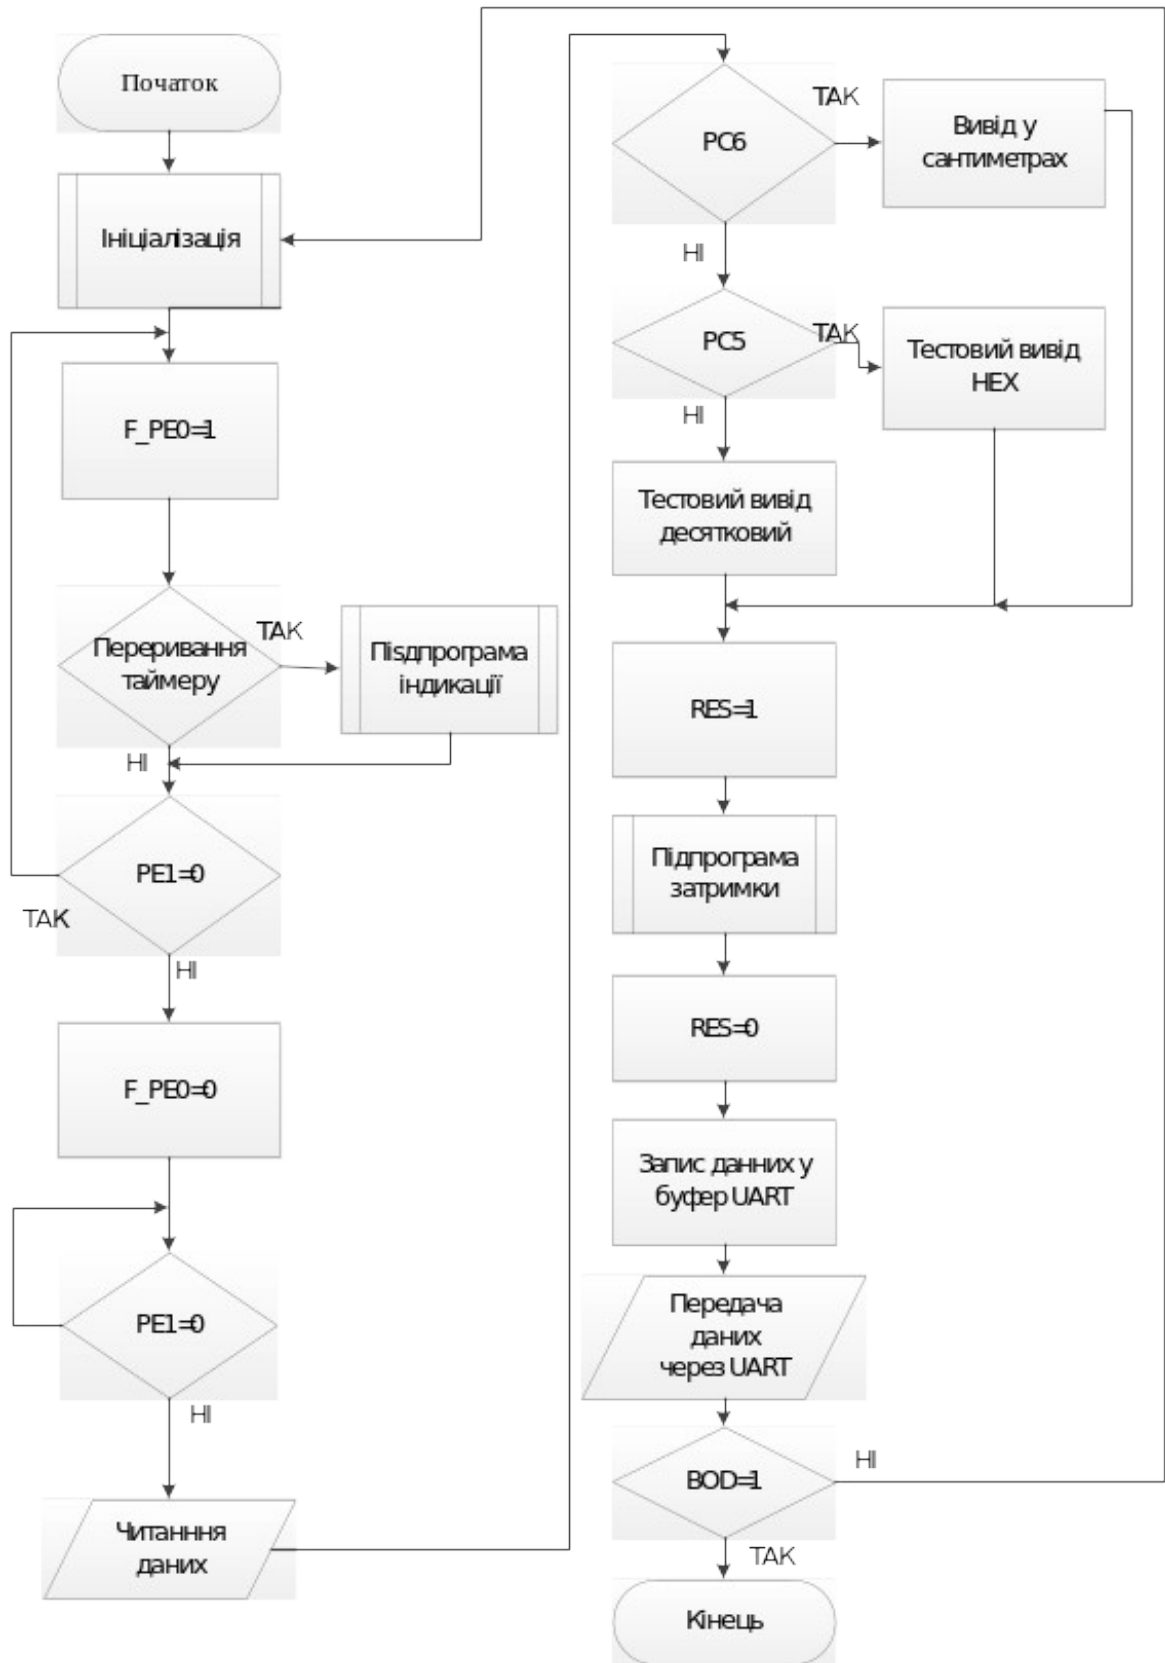 Початок
Ініціалізація
F_PE0=1
Переривання
таймеру
ТАК
Піsдпрограма
індикації
НІ
PE1=0
ТАК
НІ
F_PE0=0
PE1=0
НІ
Читанння
даних
PC6
ТАК
Вивід у
сантиметрах
НІ
PC5
ТАК
Тестовий вивід
HEX
НІ
Тестовий вивід
десятковий
RES=1
Підпрограма
затримки
RES=0
Запис данних у
буфер UART
Передача
даних
через UART
BOD=1
НІ
ТАК
Кінець